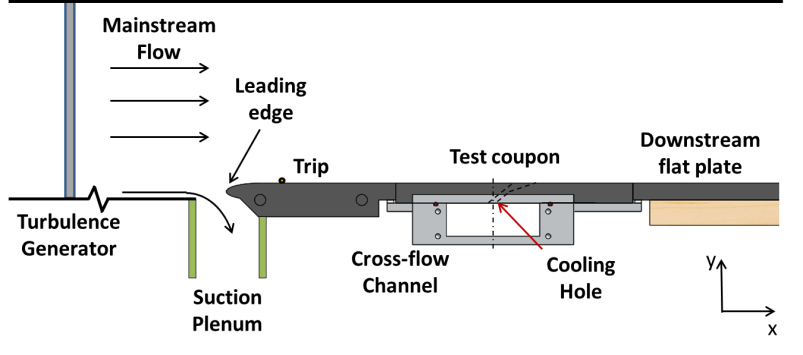 Mainstream
Flow
Leading
edge
Trip
Test coupon
Downstream
flat plate
Turbulence
Generator
Suction
Plenum
Cross-flow
Channel
Cooling
Hole
y
x